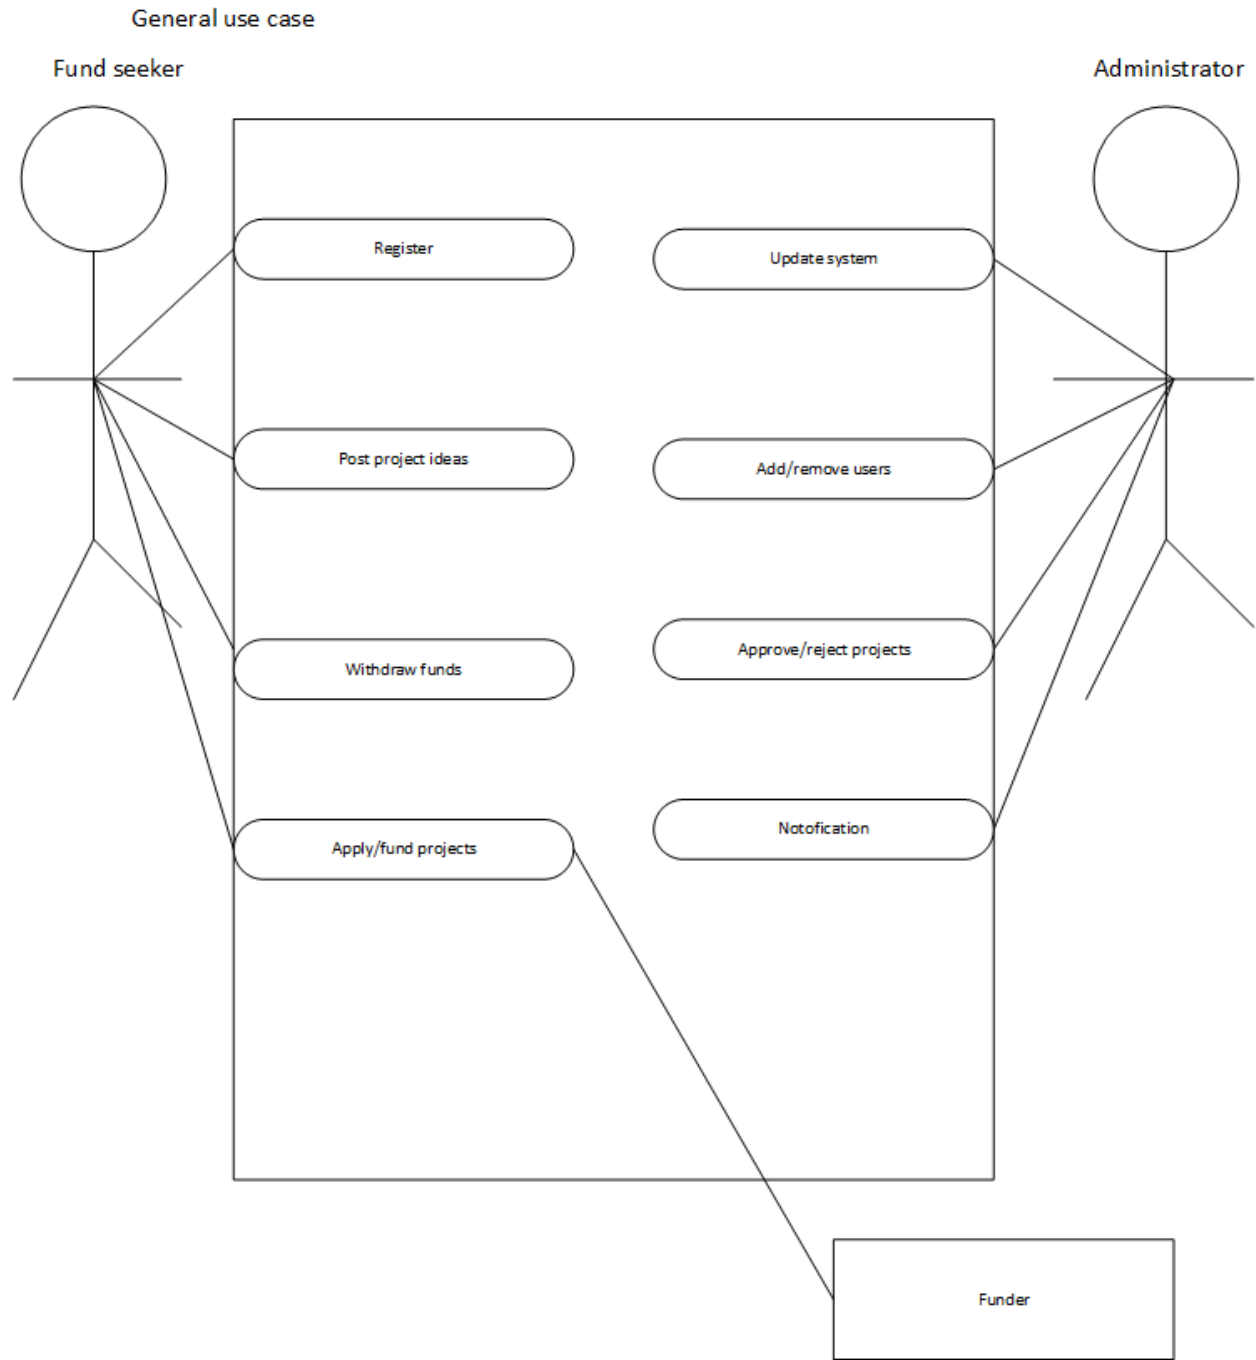 General use case
Fund seeker
Administrator
Register
Update system
Post project ideas
Add/remove users
Withdraw funds
Approve/reject projects
Apply/fund projects
Notofication
Funder